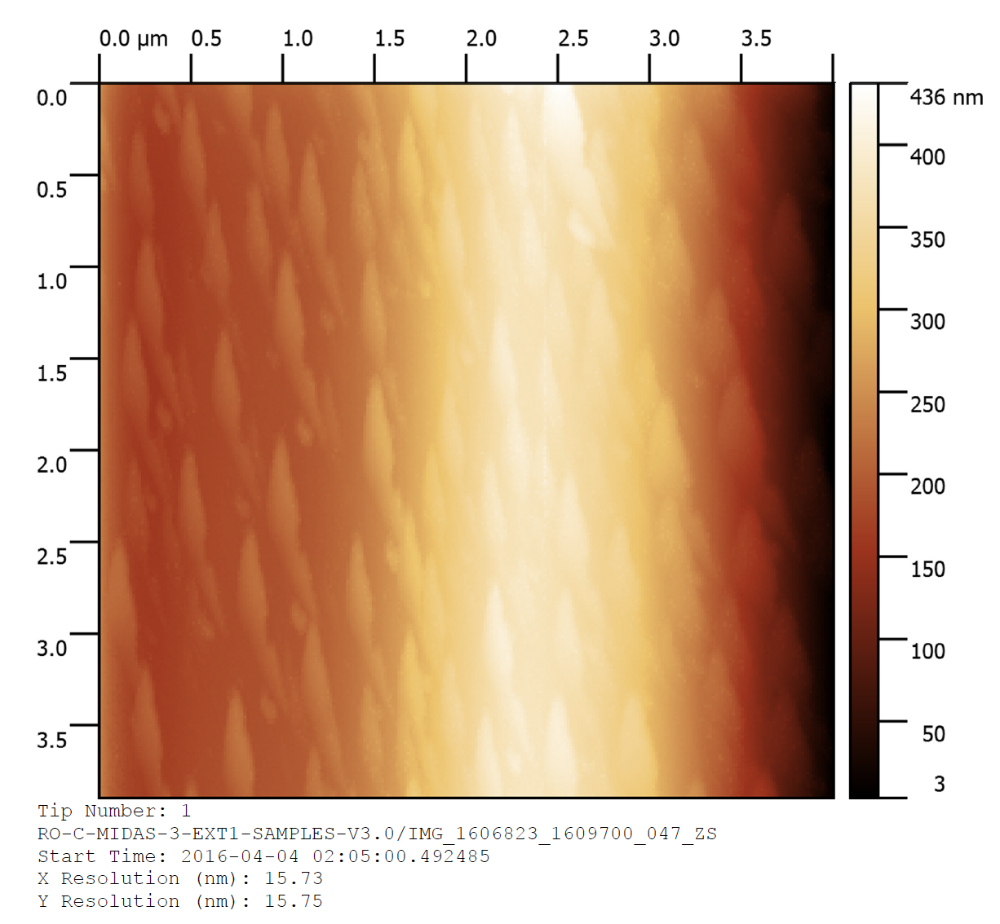 0.0 µm 0.5 1.0 1.5 2.0 2.5 3.0 3.5
0.0
0.5
1.0
1.5
2.0
2.5
3.0
3.5
436 nm
400
350
300
250
200
150
100
50
3
Tip Number: 1
RO-C-MIDAS-3-EXT1-SAMPLES-V3.0/IMG_1606823_1609700_047_ZS
Start Time: 2016-04-04 02:05:00.492485
X Resolution (nm): 15.73
Y Resolution (nm): 15.75